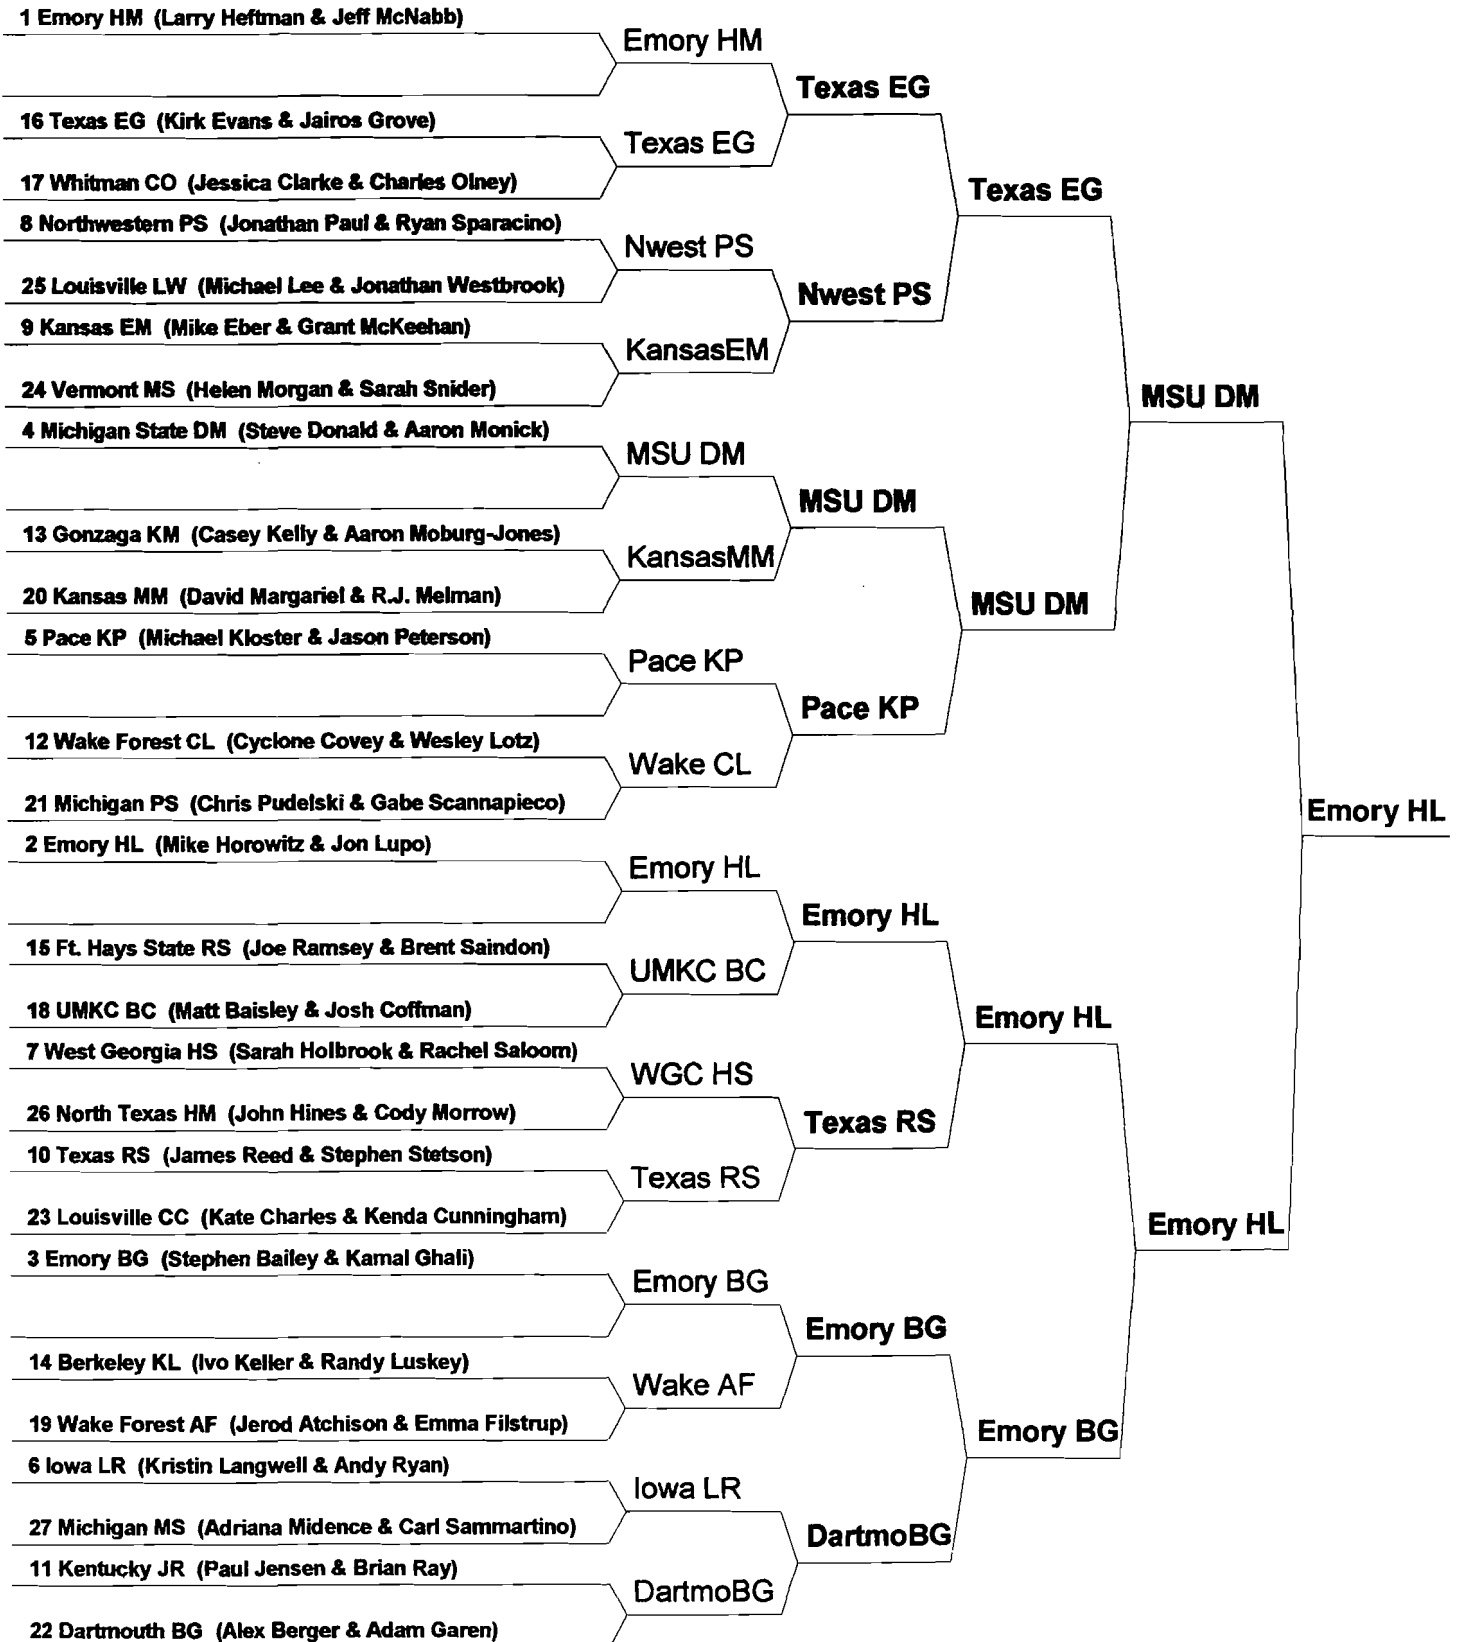 1 Emory HM (Larry Heftman & Jeff McNabb)
Emory HM
Texas EG
16 Texas EG (Kirk Evans & Jairos Grove)
Texas EG
17 Whitman CO (Jessica Clarke & Charles Olney)
Texas EG
8 Northwestern PS (Jonathan Paul & Ryan Sparacino)
Nwest PS
25 Louisville LW (Michael Lee & Jonathan Westbrook)
Nwest PS
9 Kansas EM (Mike Eber & Grant McKeehan)
KansasEM
24 Vermont MS (Helen Morgan & Sarah Snider)
MSU DM
4 Michigan State DM (Steve Donald & Aaron Monick)
MSU DM
MSU DM
13 Gonzaga KM (Casey Kelly & Aaron Moburg-Jones)
KansasMM
20 Kansas MM (David Margariel & R.J. Melman)
MSU DM
5 Pace KP (Michael Kloster & Jason Peterson)
Pace KP
Pace KP
12 Wake Forest CL (Cyclone Covey & Wesley Lotz)
Wake CL
21 Michigan PS (Chris Pudelski & Gabe Scannapieco)
Emory HL
2 Emory HL (Mike Horowitz & Jon Lupo)
Emory HL
Emory HL
15 Ft. Hays State RS (Joe Ramsey & Brent Saindon)
UMKC BC
18 UMKC BC (Matt Baisley & Josh Coffman)
Emory HL
7 West Georgia HS (Sarah Holbrook & Rachel Saloom)
WGC HS
26 North Texas HM (John Hines & Cody Morrow)
Texas RS
10 Texas RS (James Reed & Stephen Stetson)
Texas RS
23 Louisville CC (Kate Charles & Kenda Cunningham)
Emory HL
3 Emory BG (Stephen Bailey & Kamal Ghali)
Emory BG
Emory BG
14 Berkeley KL (Ivo Keller & Randy Luskey)
Wake AF
19 Wake Forest AF (Jerod Atchison & Emma Filstrup)
Emory BG
6 Iowa LR (Kristin Langwell & Andy Ryan)
Iowa LR
27 Michigan MS (Adriana Midence & Carl Sammartino)
DartmoBG
11 Kentucky JR (Paul Jensen & Brian Ray)
DartmoBG
22 Dartmouth BG (Alex Berger & Adam Garen)